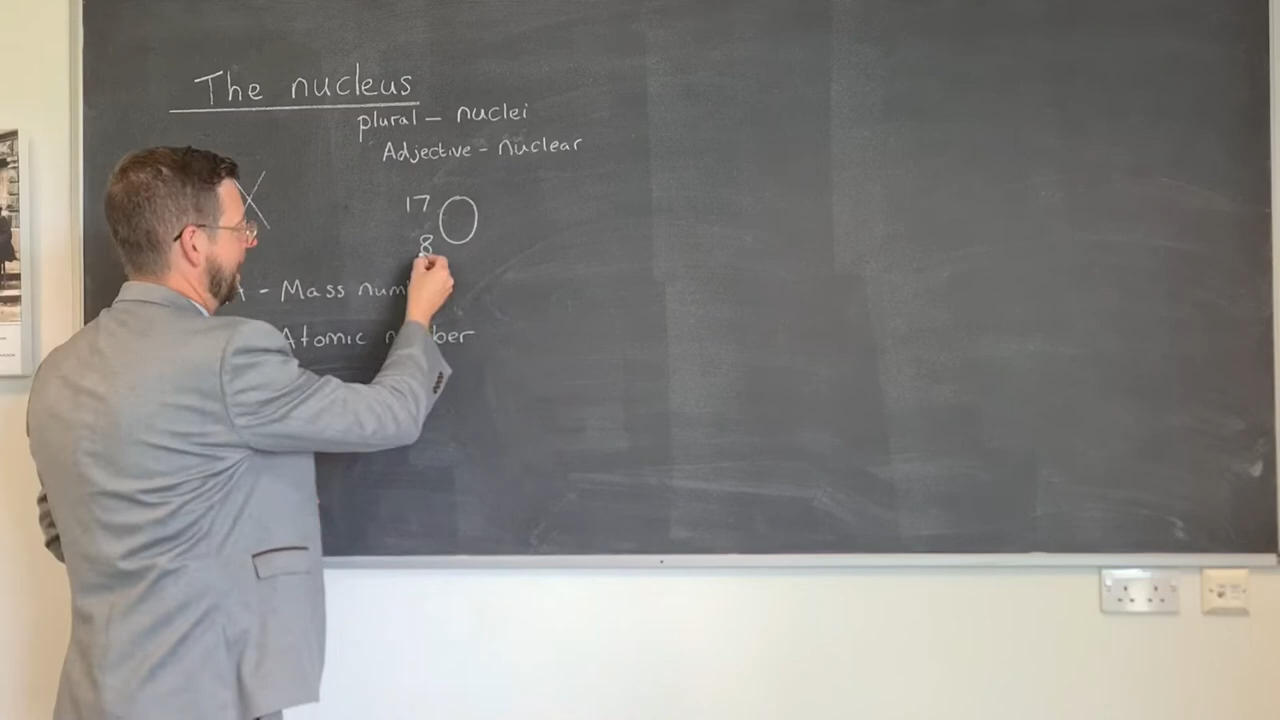 The nucleus
plural - nuclei
Adjective - nuclear
X
17
O
8
- Mass num
Atomic n ber